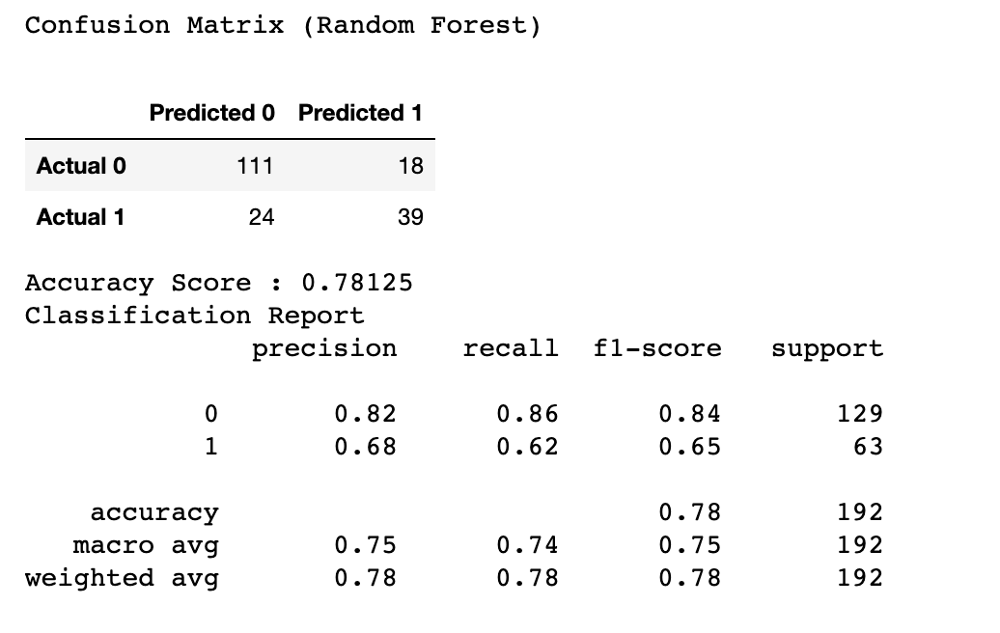 Confusion Matrix (Random Forest)
Predicted 0 Predicted 1
Actual 0 111 18
Actual 1 24 39
Accuracy Score : 0.78125
Classification Report
precision recall f1-score support
0 0.82 0.86 0.84 129
1 0.68 0.62 0.65 63
accuracy 0.78 192
macro avg 0.75 0.74 0.75 192
weighted avg 0.78 0.78 0.78 192